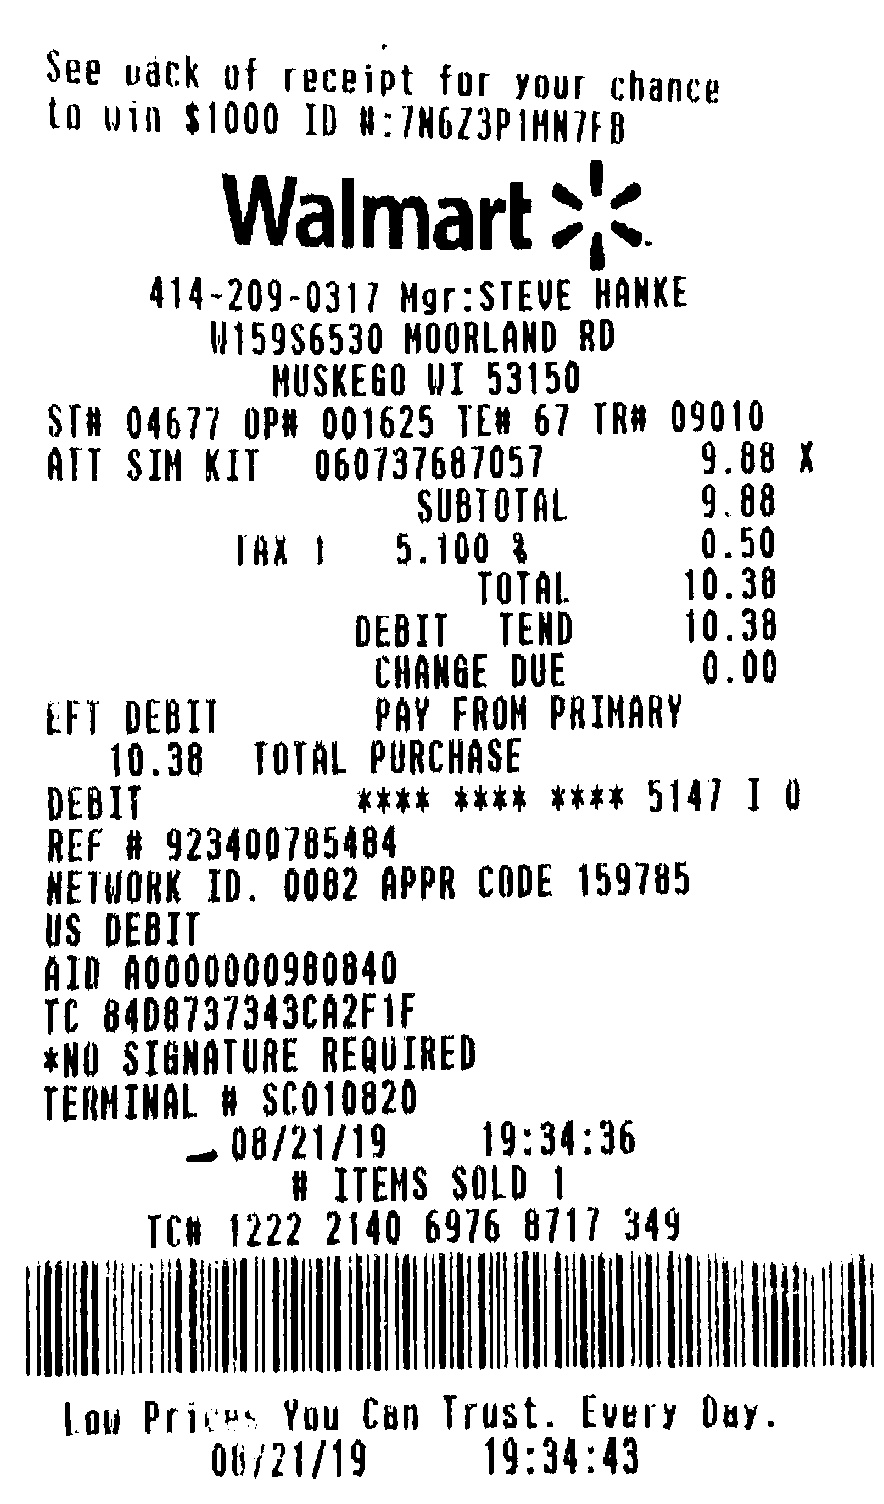 See back of receipt for your chance
to win $1000 ID #:7N6Z3P1MN7FB
Walmart
414-209-0317 Mgr:STEVE HANKE
W159S6530 MOORLAND RD
MUSKEGO WI 53150
ST# 04677 OP# 001625 TE# 67 TR# 09010
ATT SIM KIT 060737687057 9.88 X
SUBTOTAL 9.88
TAX 1 5.100 % 0.50
TOTAL 10.38
DEBIT TEND 10.38
CHANGE DUE 0.00
EFT DEBIT PAY FROM PRIMARY
10.38 TOTAL PURCHASE
DEBIT **** **** **** 5147 I 0
REF # 923400785484
NETWORK ID. 0082 APPR CODE 159785
US DEBIT
AID A0000000980840
TC 84D8737343CA2F1F
*NO SIGNATURE REQUIRED
TERMINAL # SC010820
08/21/19 19:34:36
# ITEMS SOLD 1
TC# 1222 2140 6976 8717 349
Low Prices You Can Trust. Every Day.
08/21/19 19:34:43